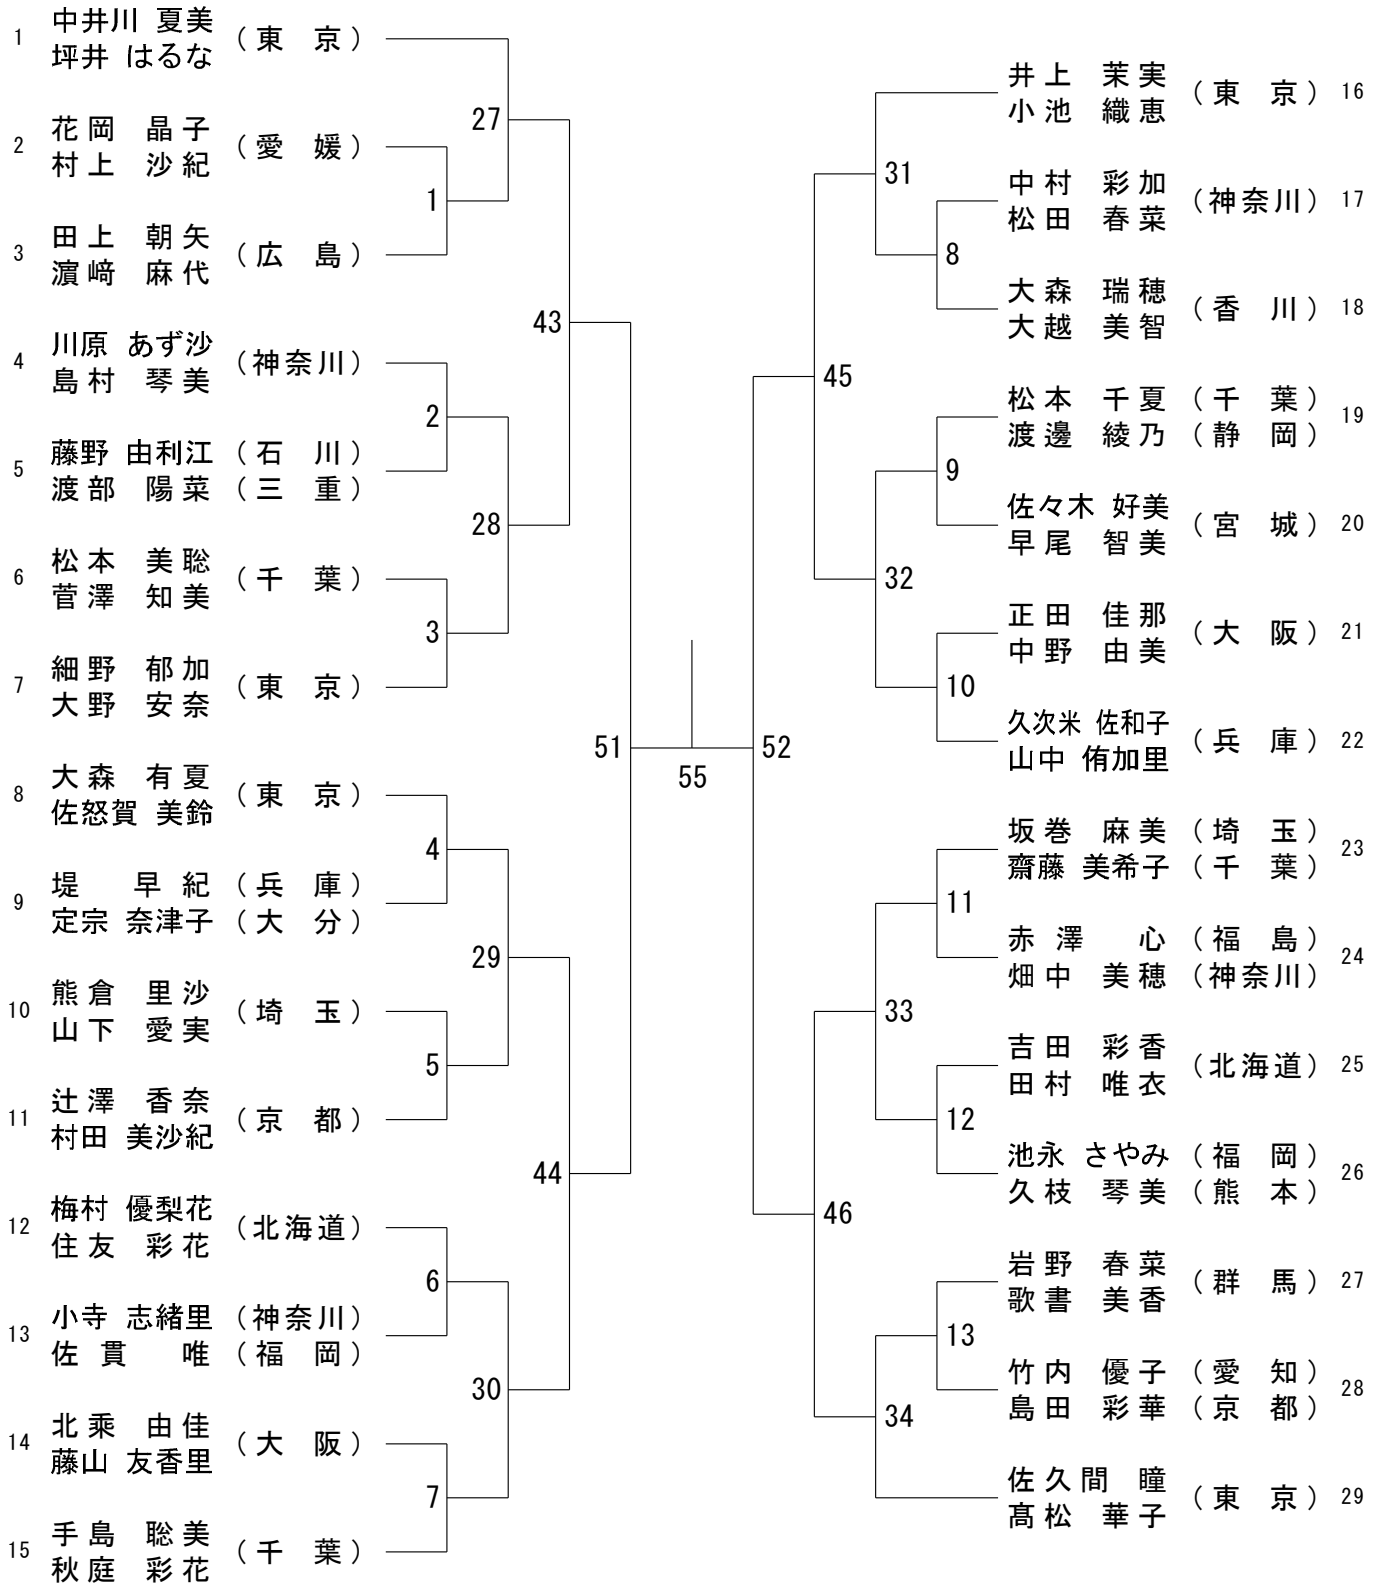 1 中井川 夏美 (東 京)
坪井 はるな
2 花岡 晶子 (愛 媛)
村上 沙紀
3 田上 朝矢 (広 島)
濵﨑 麻代
4 川原 あず沙 (神奈川)
島村 琴美
5 藤野 由利江 (石 川)
渡部 陽菜 (三 重)
6 松本 美聡 (千 葉)
菅澤 知美
7 細野 郁加 (東 京)
大野 安奈
8 大森 有夏 (東 京)
佐怒賀 美鈴
9 堤 早紀 (兵 庫)
定宗 奈津子 (大 分)
10 熊倉 里沙 (埼 玉)
山下 愛実
11 辻澤 香奈 (京 都)
村田 美沙紀
12 梅村 優梨花 (北海道)
住友 彩花
13 小寺 志緒里 (神奈川)
佐貫 唯 (福 岡)
14 北乘 由佳 (大 阪)
藤山 友香里
15 手島 聡美 (千 葉)
秋庭 彩花
27
1
43
2
28
3
51
4
29
5
44
6
30
7
55
52
31
8
45
9
32
10
11
33
12
46
13
34
井上 茉実 (東 京) 16
小池 織恵
中村 彩加 (神奈川) 17
松田 春菜
大森 瑞穂 (香 川) 18
大越 美智
松本 千夏 (千 葉) 19
渡邊 綾乃 (静 岡)
佐々木 好美 (宮 城) 20
早尾 智美
正田 佳那 (大 阪) 21
中野 由美
久次米 佐和子 (兵 庫) 22
山中 侑加里
坂巻 麻美 (埼 玉) 23
齋藤 美希子 (千 葉)
赤澤 心 (福 島) 24
畑中 美穂 (神奈川)
吉田 彩香 (北海道) 25
田村 唯衣
池永 さやみ (福 岡) 26
久枝 琴美 (熊 本)
岩野 春菜 (群 馬) 27
歌書 美香
竹内 優子 (愛 知) 28
島田 彩華 (京 都)
佐久間 瞳 (東 京) 29
髙松 華子